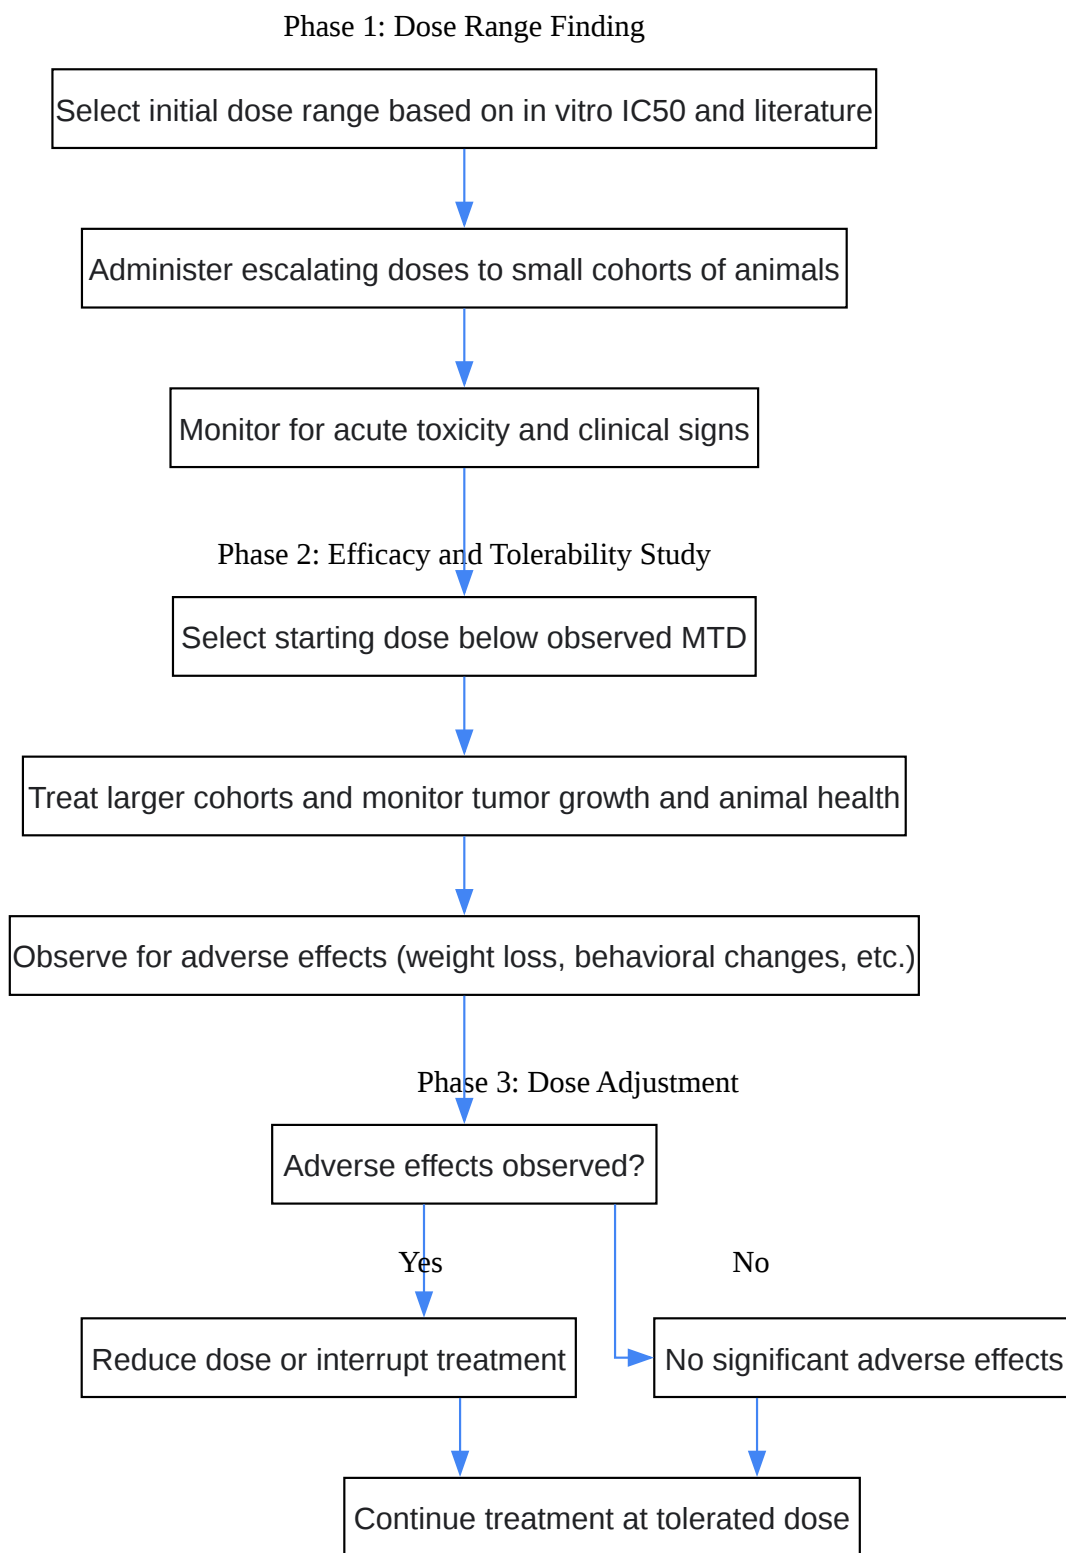 Phase 1: Dose Range Finding
Select initial dose range based on in vitro IC50 and literature
Administer escalating doses to small cohorts of animals
Monitor for acute toxicity and clinical signs
Phase 2: Efficacy and Tolerability Study
Select starting dose below observed MTD
Treat larger cohorts and monitor tumor growth and animal health
Observe for adverse effects (weight loss, behavioral changes, etc.)
Phase 3: Dose Adjustment
Adverse effects observed?
Yes
No
Reduce dose or interrupt treatment
No significant adverse effects
Continue treatment at tolerated dose